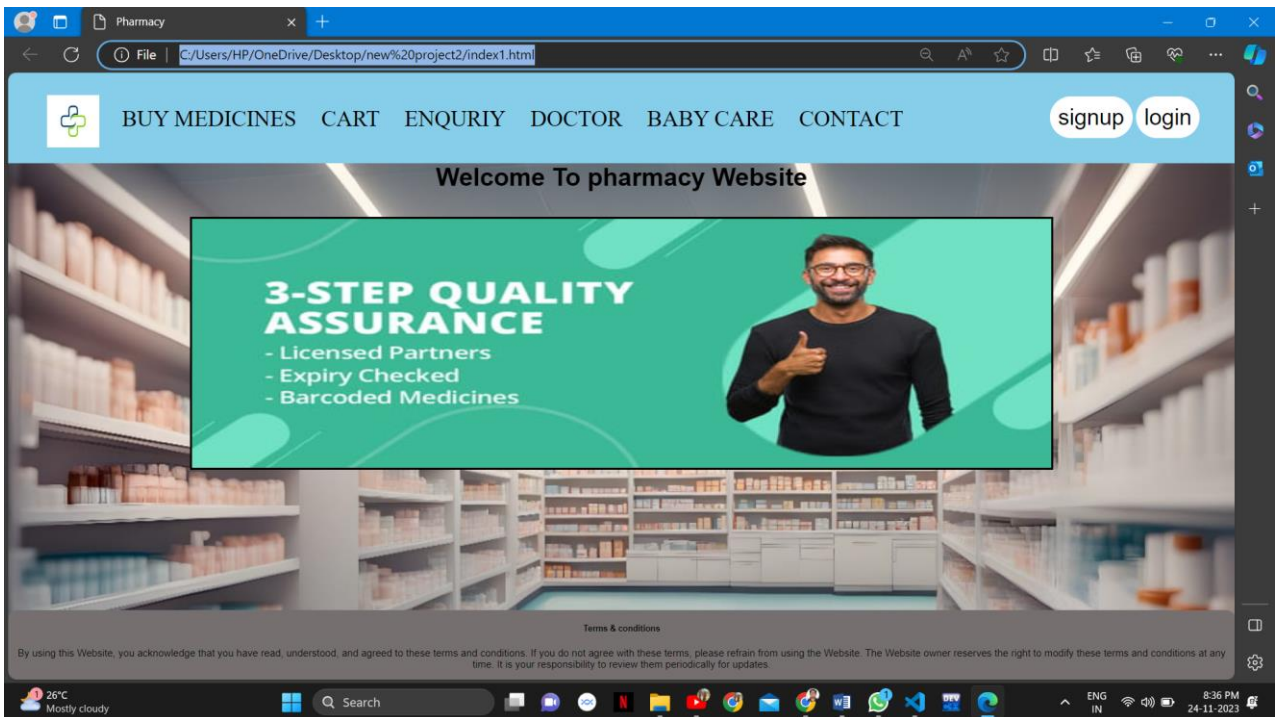 Pharmacy
File | C:/Users/HP/OneDrive/Desktop/new%20project2/index1.html
BUY MEDICINES CART ENQURIY DOCTOR BABY CARE CONTACT signup login
Welcome To pharmacy Website
3-STEP QUALITY
ASSURANCE
- Licensed Partners
- Expiry Checked
- Barcoded Medicines
Terms & conditions
By using this Website, you acknowledge that you have read, understood, and agreed to these terms and conditions. If you do not agree with these terms, please refrain from using the Website. The Website owner reserves the right to modify these terms and conditions at any
time. It is your responsibility to review them periodically for updates.
26°C
Mostly cloudy
Search
ENG
IN
8:36 PM
24-11-2023